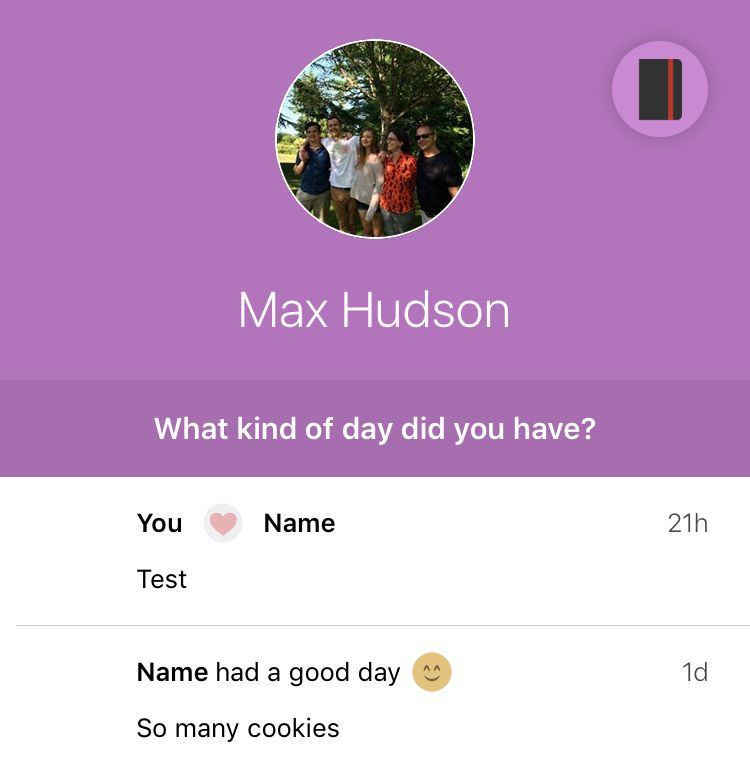 Max Hudson
What kind of day did you have?
You Name 21h
Test
Name had a good day 1d
So many cookies